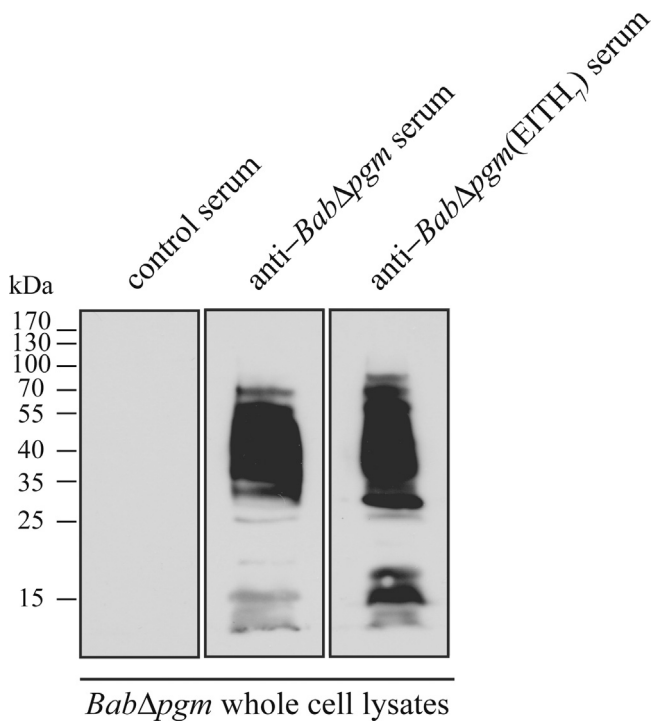 control serum
anti–BabΔpgm serum
anti–BabΔpgm(EITH₇) serum
kDa
170
130
100
70
55
40
35
25
15
BabΔpgm whole cell lysates